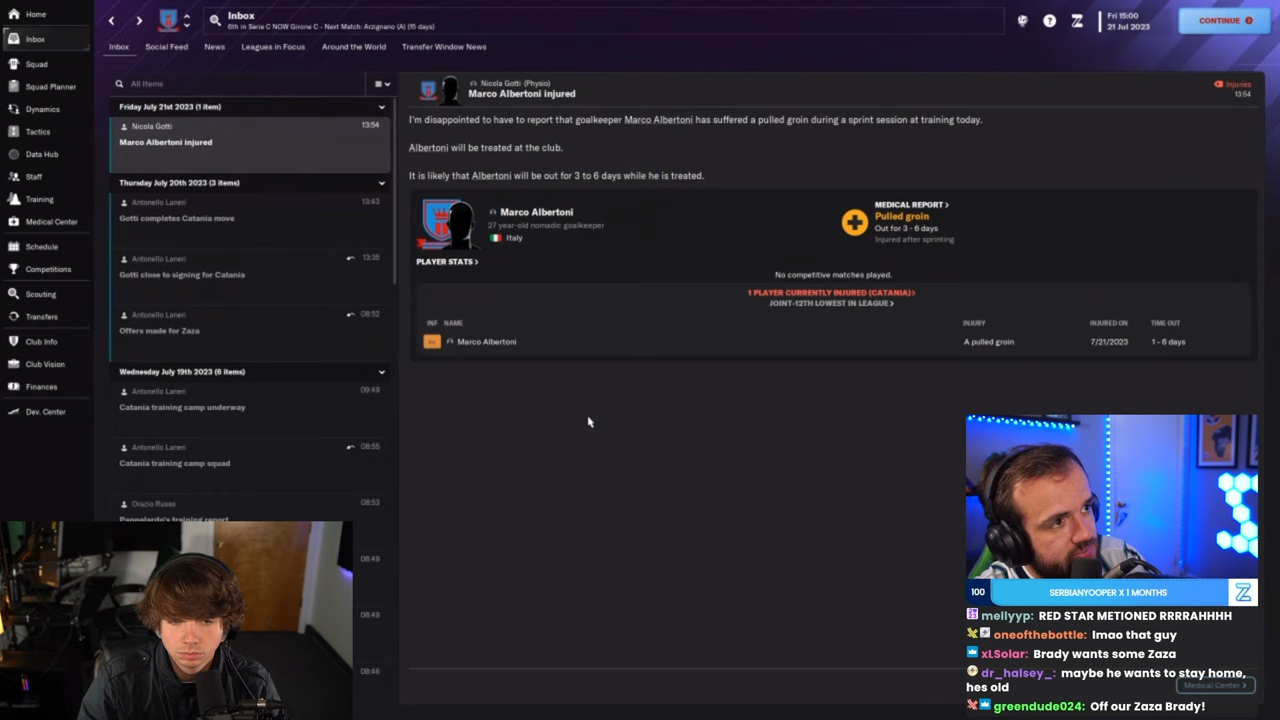 Home
Inbox
Squad
Squad Planner
Dynamics
Tactics
Data Hub
Staff
Training
Medical Center
Schedule
Competitions
Scouting
Transfers
Club Info
Club Vision
Finances
Dev. Center
Inbox
6th in Serie C NOW Girone C - Next Match: Arzignano (A) (15 days)
Fri 15:00
21 Jul 2023
CONTINUE
Inbox
Social Feed
News
Leagues in Focus
Around the World
Transfer Window News
All Items
Friday July 21st 2023 (1 item)
Nicola Gotti 13:54
Marco Albertoni injured
Thursday July 20th 2023 (3 items)
Antonello Laneri 13:43
Gotti completes Catania move
Antonello Laneri 13:35
Gotti close to signing for Catania
Antonello Laneri 08:52
Offers made for Zaza
Wednesday July 19th 2023 (6 items)
Antonello Laneri 09:49
Catania training camp underway
Antonello Laneri 08:55
Catania training camp squad
Orazio Russo 08:53
Pappalardo's training report
08:49
08:49
08:46
Nicola Gotti (Physio)
Marco Albertoni injured
Injuries
13:54
I'm disappointed to have to report that goalkeeper Marco Albertoni has suffered a pulled groin during a sprint session at training today.
Albertoni will be treated at the club.
It is likely that Albertoni will be out for 3 to 6 days while he is treated.
Marco Albertoni
27 year-old nomadic goalkeeper
Italy
PLAYER STATS >
MEDICAL REPORT >
Pulled groin
Out for 3 - 6 days
Injured after sprinting
No competitive matches played.
1 PLAYER CURRENTLY INJURED (CATANIA)>
JOINT-12TH LOWEST IN LEAGUE >
INF NAME INJURY INJURED ON TIME OUT
Marco Albertoni A pulled groin 7/21/2023 1 - 6 days
100 SERBIANYOOPER X 1 MONTHS
mellyyp: RED STAR METIONED RRRRAHHHH
oneofthebottle: lmao that guy
xLSolar: Brady wants some Zaza
dr_halsey_: maybe he wants to stay home,
hes old
Medical Center >
greendude024: Off our Zaza Brady!